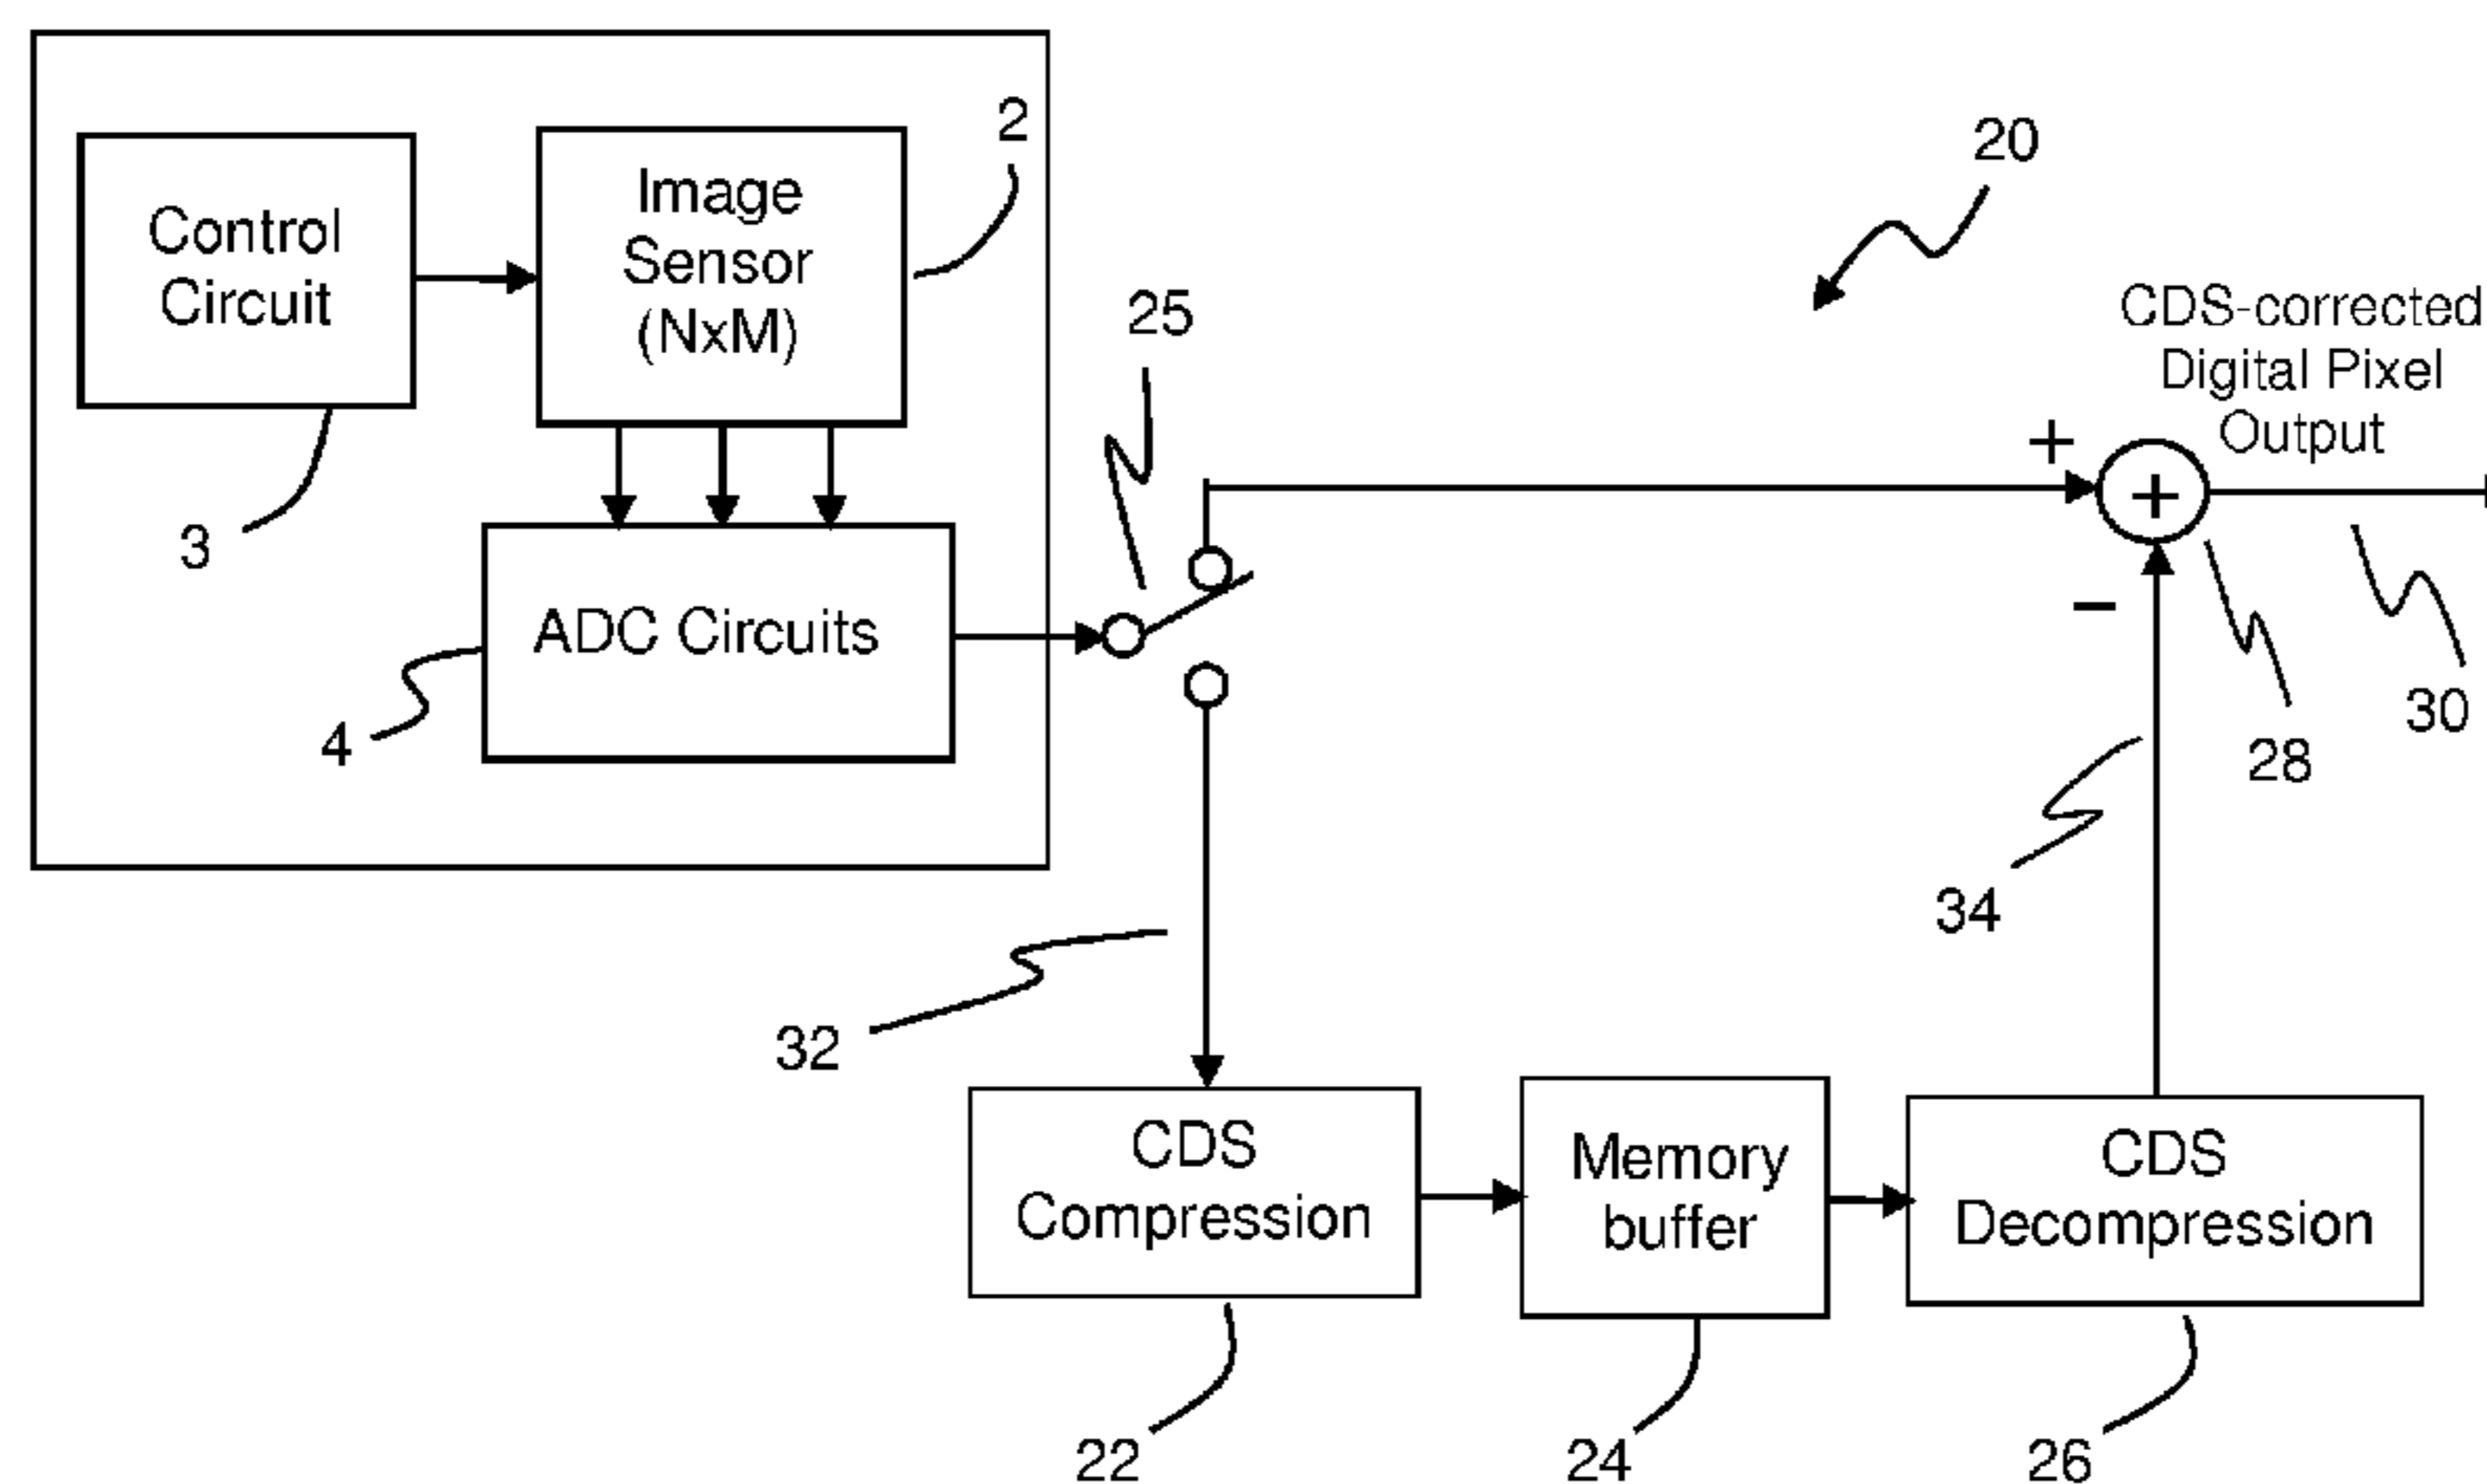 2
20
Control
Circuit
Image
Sensor
(NxM)
25
CDS-corrected
Digital Pixel
Output
+
+
3
ADC Circuits
−
4
30
28
34
32
CDS
Compression
Memory
buffer
CDS
Decompression
22
24
26